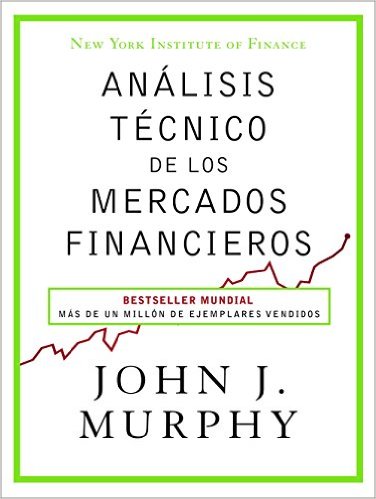 NEW YORK INSTITUTE OF FINANCE
ANÁLISIS
TÉCNICO
DE LOS
MERCADOS
FINANCIEROS
BESTSELLER MUNDIAL
MÁS DE UN MILLÓN DE EJEMPLARES VENDIDOS
JOHN J.
MURPHY